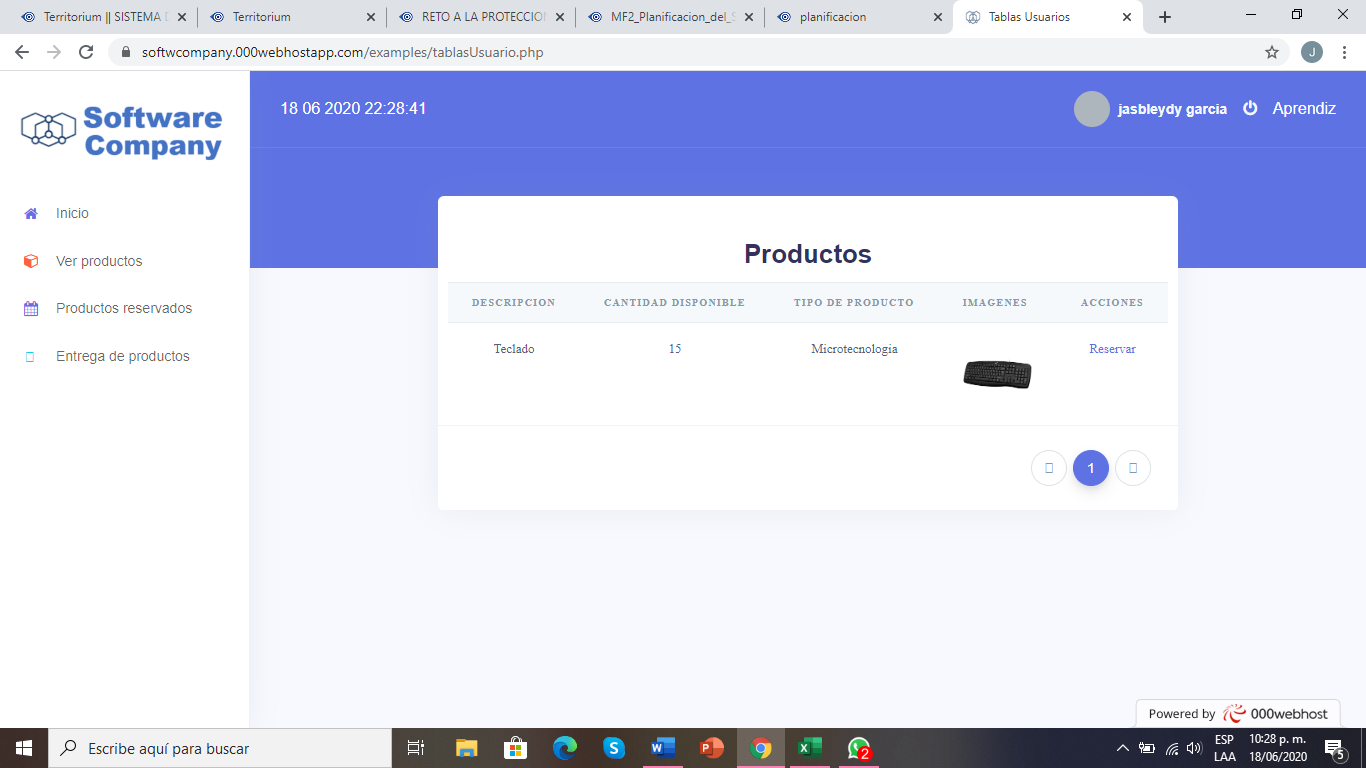 Territorium || SISTEMA D
Territorium
RETO A LA PROTECCION
MF2_Planificacion_del_S
planificacion
Tablas Usuarios
softwcompany.000webhostapp.com/examples/tablasUsuario.php
J
Software
Company
18 06 2020 22:28:41
jasbleydy garcia
Aprendiz
Inicio
Ver productos
Productos reservados
Entrega de productos
Productos
DESCRIPCION CANTIDAD DISPONIBLE TIPO DE PRODUCTO IMAGENES ACCIONES
Teclado 15 Microtecnologia Reservar
1
Powered by 000webhost
Escribe aquí para buscar
2
ESP
LAA
10:28 p. m.
18/06/2020
5